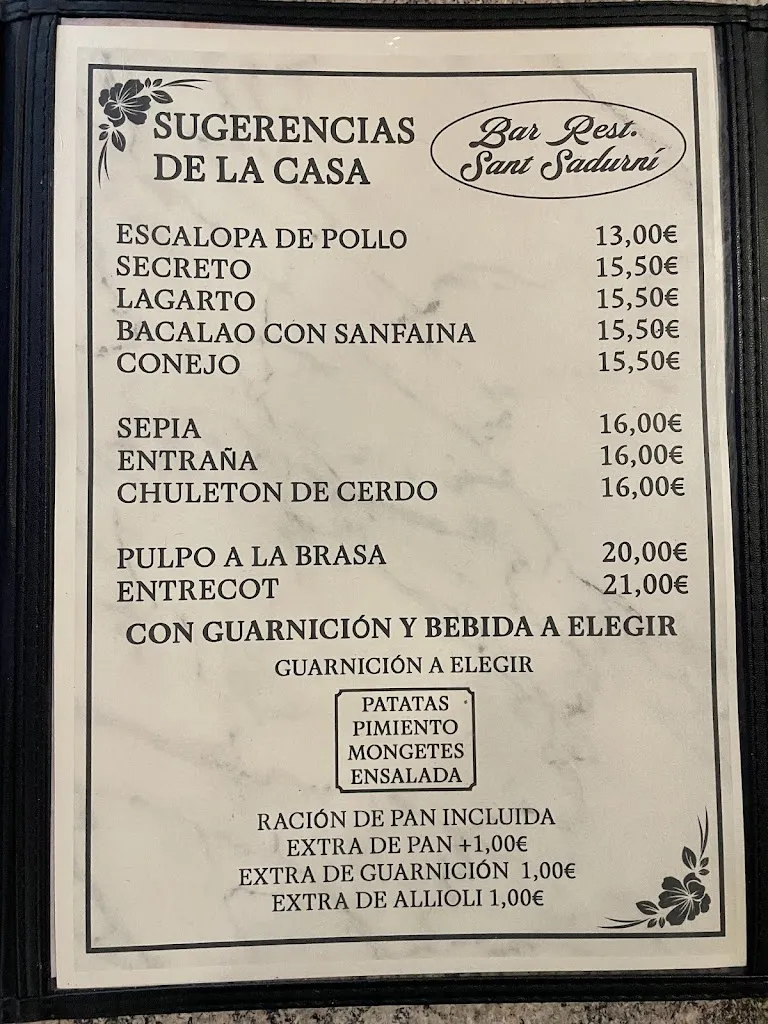 SUGERENCIAS
DE LA CASA
Bar Rest.
Sant Sadurní
ESCALOPA DE POLLO 13,00€
SECRETO 15,50€
LAGARTO 15,50€
BACALAO CON SANFAINA 15,50€
CONEJO 15,50€
SEPIA 16,00€
ENTRAÑA 16,00€
CHULETON DE CERDO 16,00€
PULPO A LA BRASA 20,00€
ENTRECOT 21,00€
CON GUARNICIÓN Y BEBIDA A ELEGIR
GUARNICIÓN A ELEGIR
PATATAS
PIMIENTO
MONGETES
ENSALADA
RACIÓN DE PAN INCLUIDA
EXTRA DE PAN +1,00€
EXTRA DE GUARNICIÓN 1,00€
EXTRA DE ALLIOLI 1,00€